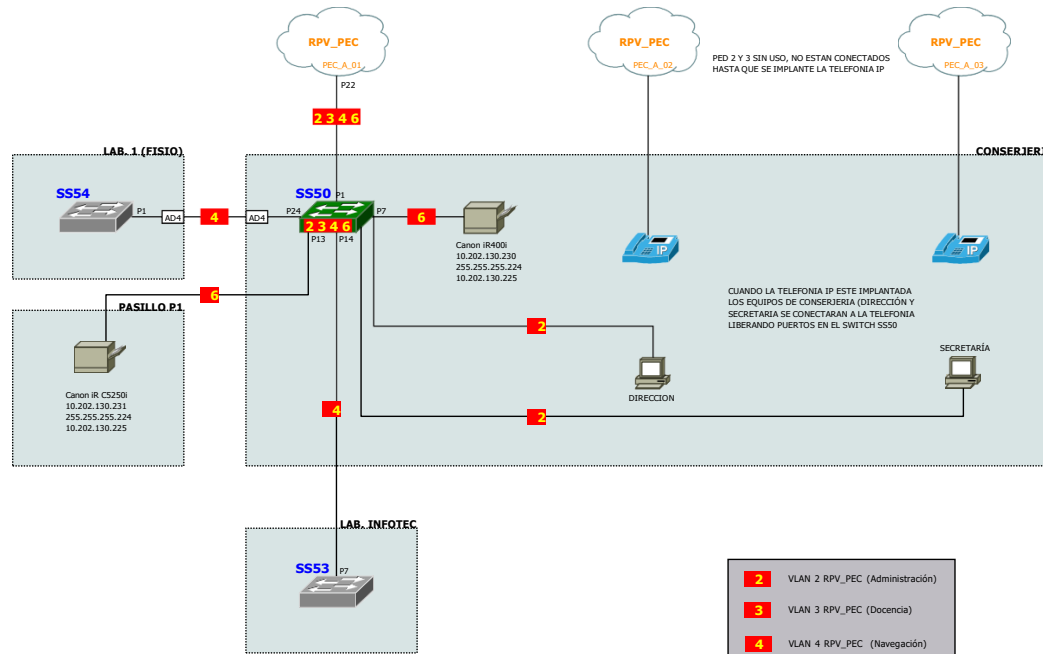 RPV_PEC
PEC_A_01
P22
2 3 4 6
RPV_PEC
PEC_A_02
PED 2 Y 3 SIN USO, NO ESTAN CONECTADOS
HASTA QUE SE IMPLANTE LA TELEFONIA IP
RPV_PEC
PEC_A_03
LAB. 1 (FISIO)
SS54
P1
AD4
4
CONSERJERI
AD4
P24
SS50
P1
P7
2 3 4 6
P13
P14
6
Canon iR400i
10.202.130.230
255.255.255.224
10.202.130.225
IP
IP
CUANDO LA TELEFONIA IP ESTE IMPLANTADA
LOS EQUIPOS DE CONSERJERIA (DIRECCIÓN Y
SECRETARIA SE CONECTARAN A LA TELEFONIA
LIBERANDO PUERTOS EN EL SWITCH SS50
6
PASILLO P1
Canon iR C5250i
10.202.130.231
255.255.255.224
10.202.130.225
2
DIRECCION
SECRETARÍA
4
2
LAB. INFOTEC
SS53
P7
2 VLAN 2 RPV_PEC (Administración)
3 VLAN 3 RPV_PEC (Docencia)
4 VLAN 4 RPV_PEC (Navegación)